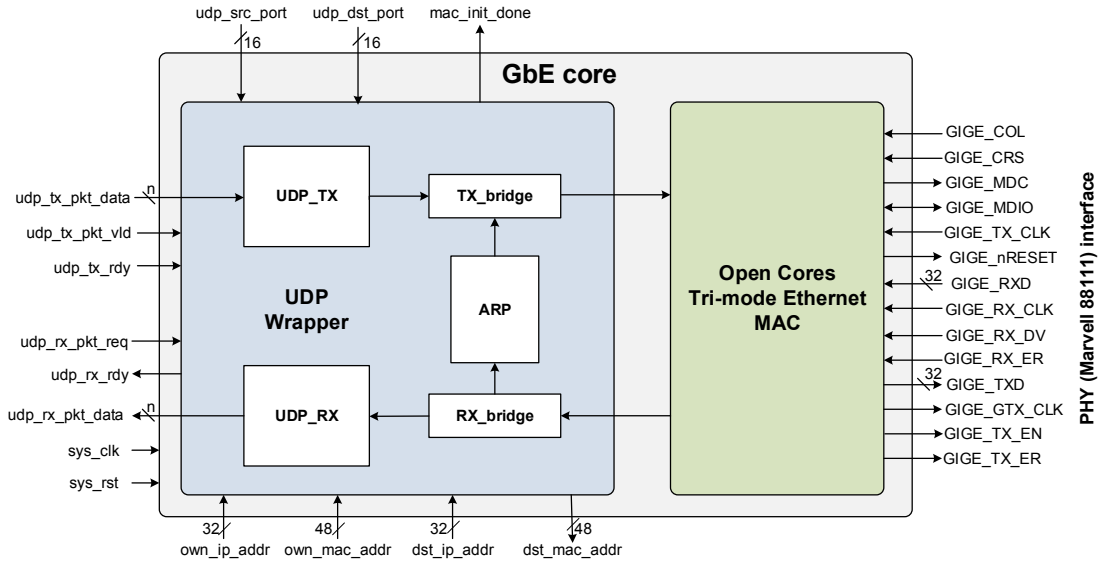 udp_src_port
udp_dst_port
mac_init_done
16
16
GbE core
udp_tx_pkt_data
n
udp_tx_pkt_vld
udp_tx_rdy
udp_rx_pkt_req
udp_rx_rdy
udp_rx_pkt_data
n
sys_clk
sys_rst
UDP_TX
TX_bridge
UDP
Wrapper
ARP
UDP_RX
RX_bridge
Open Cores
Tri-mode Ethernet
MAC
GIGE_COL
GIGE_CRS
GIGE_MDC
GIGE_MDIO
GIGE_TX_CLK
GIGE_nRESET
32
GIGE_RXD
GIGE_RX_CLK
GIGE_RX_DV
GIGE_RX_ER
32
GIGE_TXD
GIGE_GTX_CLK
GIGE_TX_EN
GIGE_TX_ER
PHY (Marvell 88111) interface
32
48
32
48
own_ip_addr
own_mac_addr
dst_ip_addr
dst_mac_addr